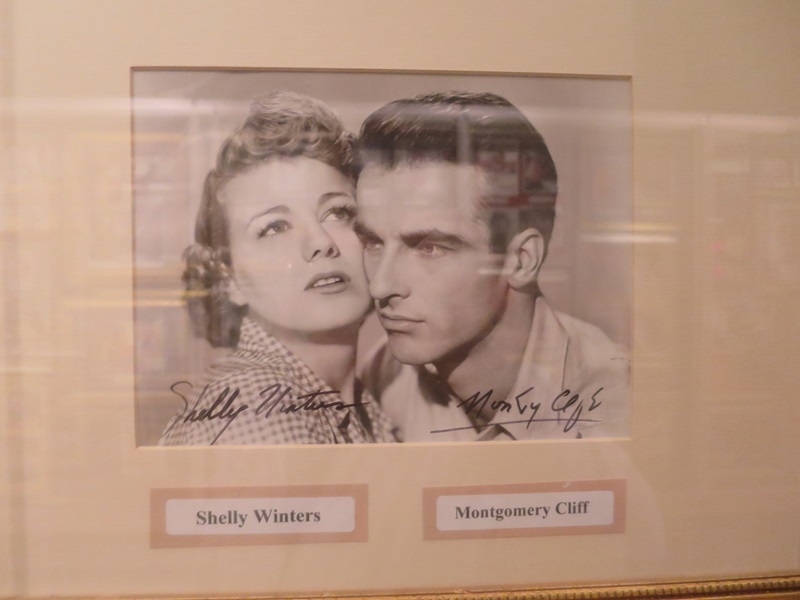 Shelly Winters
Monty Clift
Shelly Winters
Montgomery Cliff